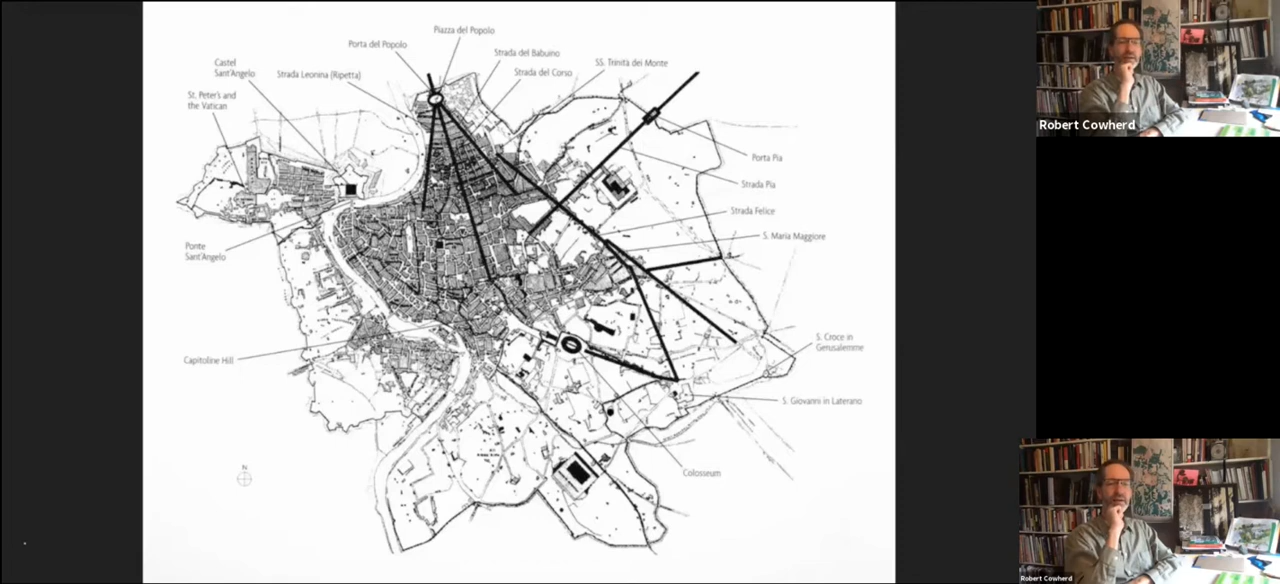 Piazza del Popolo
Porta del Popolo
Strada del Babuino
Castel
Sant'Angelo
Strada Leonina (Ripetta)
Strada del Corso
SS. Trinità dei Monte
St. Peter's and
the Vatican
Robert Cowherd
Porta Pia
Strada Pia
Strada Felice
S. Maria Maggiore
Ponte
Sant'Angelo
S. Croce in
Gerusalemme
Capitoline Hill
S. Giovanni in Laterano
Colosseum
N
Robert Cowherd